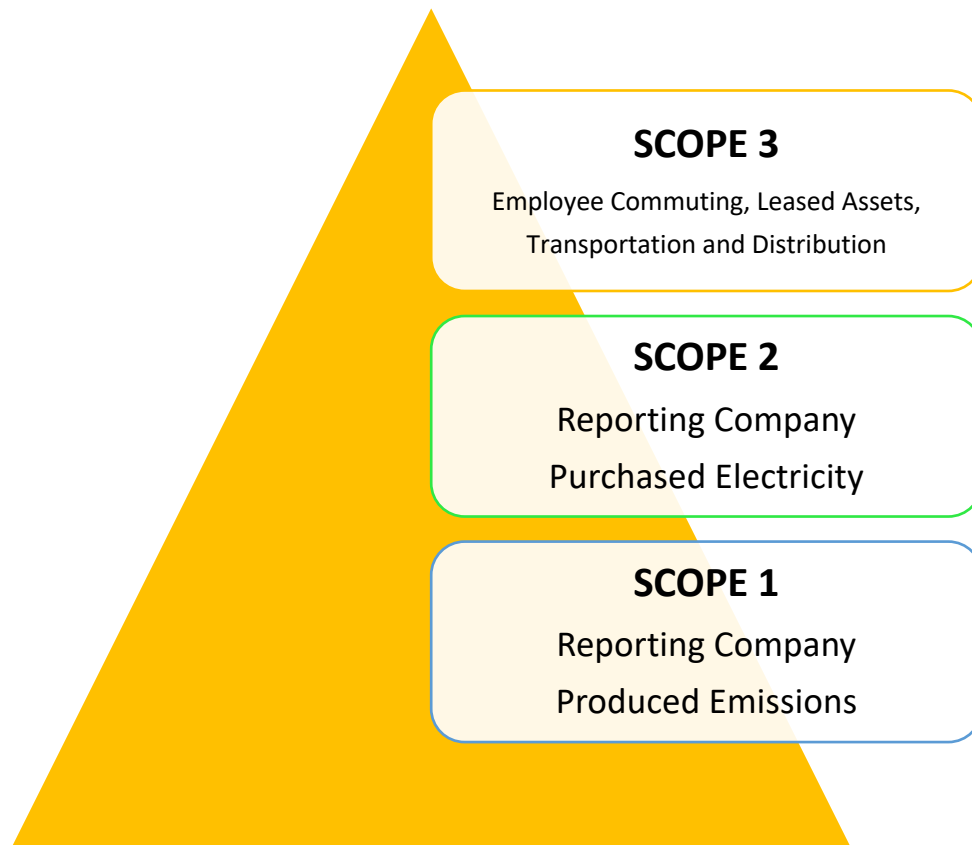 SCOPE 3
Employee Commuting, Leased Assets,
Transportation and Distribution
SCOPE 2
Reporting Company
Purchased Electricity
SCOPE 1
Reporting Company
Produced Emissions